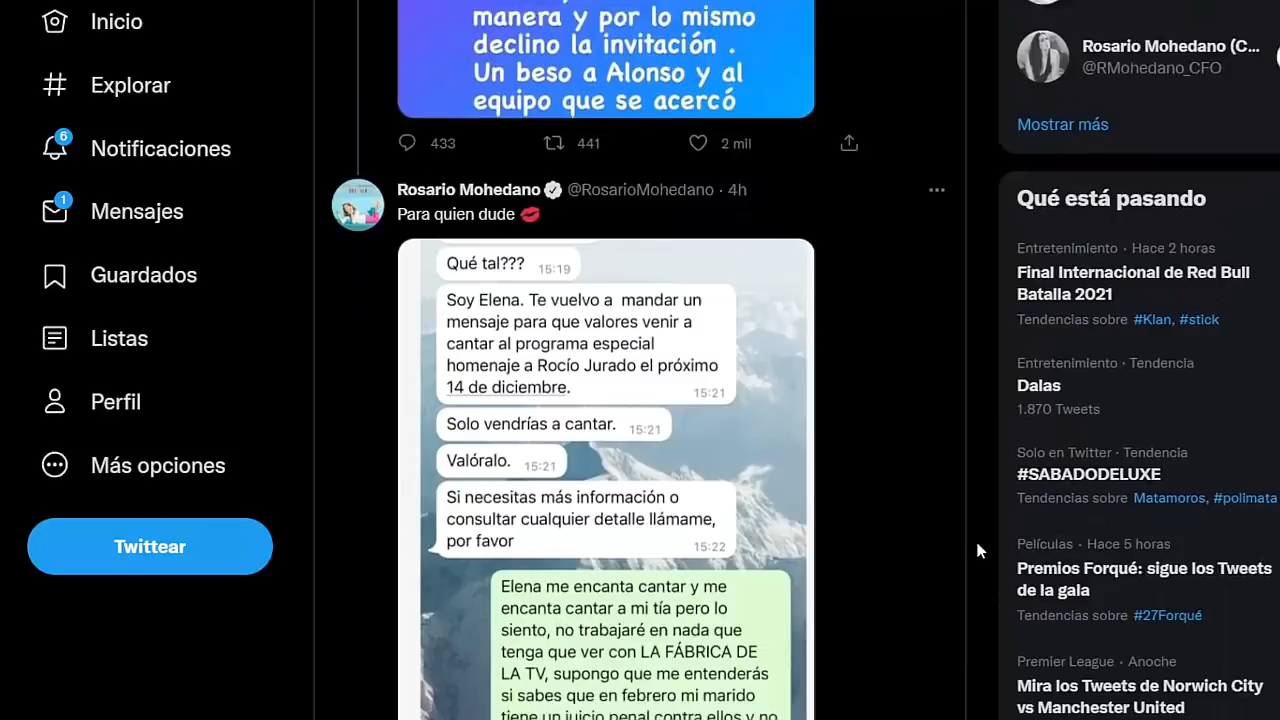 Inicio
Explorar
6
Notificaciones
1
Mensajes
Guardados
Listas
Perfil
Más opciones
Twittear
manera y por lo mismo
declino la invitación .
Un beso a Alonso y al
equipo que se acercó
433 441 2 mil
Rosario Mohedano @RosarioMohedano · 4h
Para quien dude 💋
Qué tal??? 15:19
Soy Elena. Te vuelvo a mandar un
mensaje para que valores venir a
cantar al programa especial
homenaje a Rocío Jurado el próximo
14 de diciembre. 15:21
Solo vendrías a cantar. 15:21
Valóralo. 15:21
Si necesitas más información o
consultar cualquier detalle llámame,
por favor 15:22
Elena me encanta cantar y me
encanta cantar a mi tía pero lo
siento, no trabajaré en nada que
tenga que ver con LA FÁBRICA DE
LA TV, supongo que me entenderás
si sabes que en febrero mi marido
tiene un juicio penal contra ellos y no
Rosario Mohedano (C...
@RMohedano_CFO
Mostrar más
Qué está pasando
Entretenimiento · Hace 2 horas
Final Internacional de Red Bull
Batalla 2021
Tendencias sobre #Klan, #stick
Entretenimiento · Tendencia
Dalas
1.870 Tweets
Solo en Twitter · Tendencia
#SABADODELUXE
Tendencias sobre Matamoros, #polimata
Películas · Hace 5 horas
Premios Forqué: sigue los Tweets
de la gala
Tendencias sobre #27Forqué
Premier League · Anoche
Mira los Tweets de Norwich City
vs Manchester United